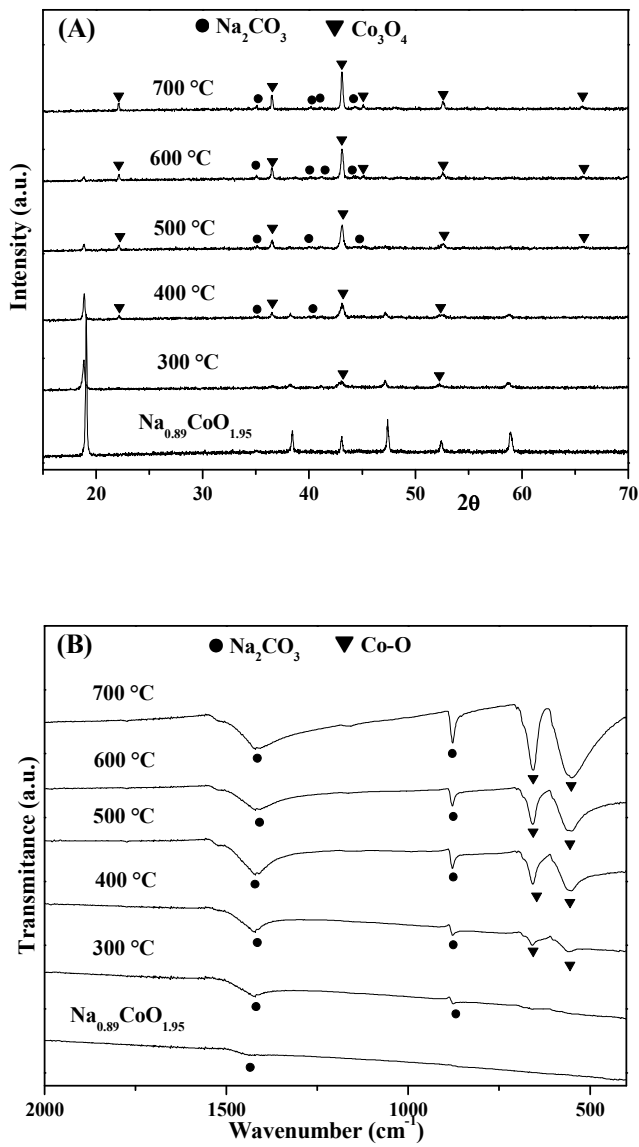 (A) ● Na₂CO₃ ▼ Co₃O₄
700 °C
600 °C
500 °C
400 °C
300 °C
Na₀.₈₉CoO₁.₉₅
Intensity (a.u.)
20 30 40 50 60 70
2θ
(B) ● Na₂CO₃ ▼ Co-O
700 °C
600 °C
500 °C
400 °C
300 °C
Na₀.₈₉CoO₁.₉₅
Transmitance (a.u.)
2000 1500 1000 500
Wavenumber (cm⁻¹)